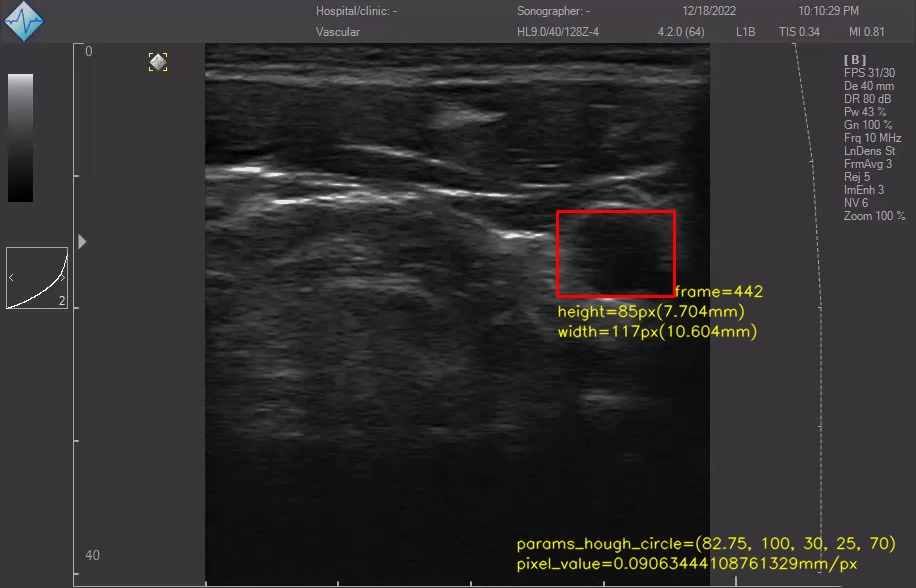 Hospital/clinic: - Sonographer: - 12/18/2022 10:10:29 PM
Vascular HL9.0/40/128Z-4 4.2.0 (64) L1B TIS 0.34 MI 0.81
0
[ B ]
FPS 31/30
De 40 mm
DR 80 dB
Pw 43 %
Gn 100 %
Frq 10 MHz
LnDens St
FrmAvg 3
Rej 5
ImEnh 3
NV 6
Zoom 100 %
2
frame=442
height=85px(7.704mm)
width=117px(10.604mm)
params_hough_circle=(82.75, 100, 30, 25, 70)
40
pixel_value=0.09063444108761329mm/px